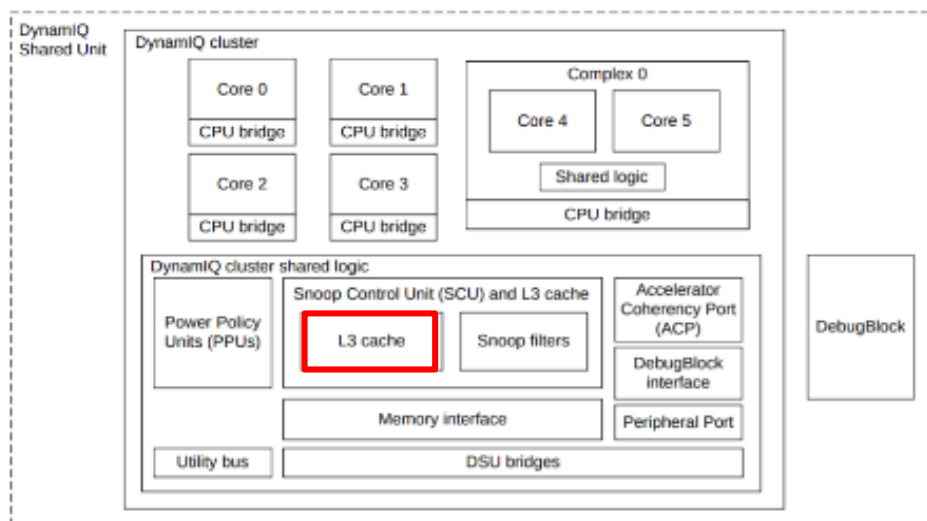 DynamIQ
Shared Unit
DynamIQ cluster
Core 0
CPU bridge
Core 1
CPU bridge
Core 2
CPU bridge
Core 3
CPU bridge
Complex 0
Core 4
Core 5
Shared logic
CPU bridge
DynamIQ cluster shared logic
Power Policy
Units (PPUs)
Snoop Control Unit (SCU) and L3 cache
L3 cache
Snoop filters
Accelerator
Coherency Port
(ACP)
DebugBlock
interface
Memory interface
Peripheral Port
Utility bus
DSU bridges
DebugBlock